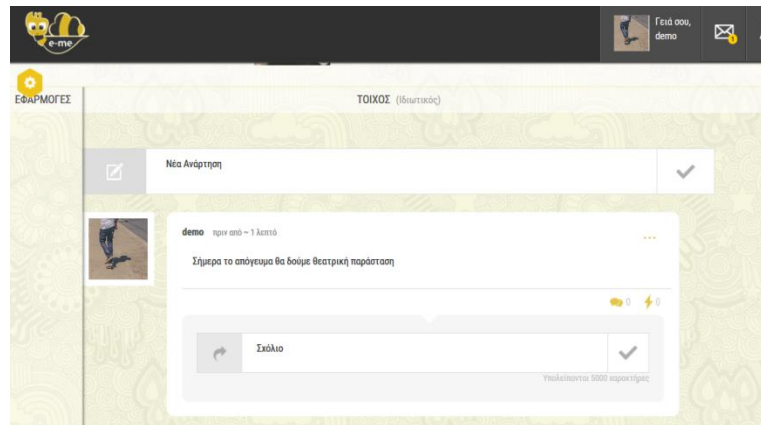 e-me
Γειά σου,
demo
1
ΕΦΑΡΜΟΓΕΣ
ΤΟΙΧΟΣ (Ιδιωτικός)
Νέα Ανάρτηση
demo πριν από ~ 1 λεπτό
...
Σήμερα το απόγευμα θα δούμε θεατρική παράσταση
0 0
Σχόλιο
Υπολείπονται 5000 χαρακτήρες